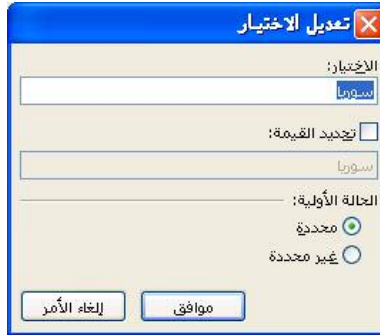 تعديل الاختيار
الاختيار:
سوريا
تحديد القيمة:
سوريا
الحالة الأولية:
محددة
غير محددة
موافق
إلغاء الأمر